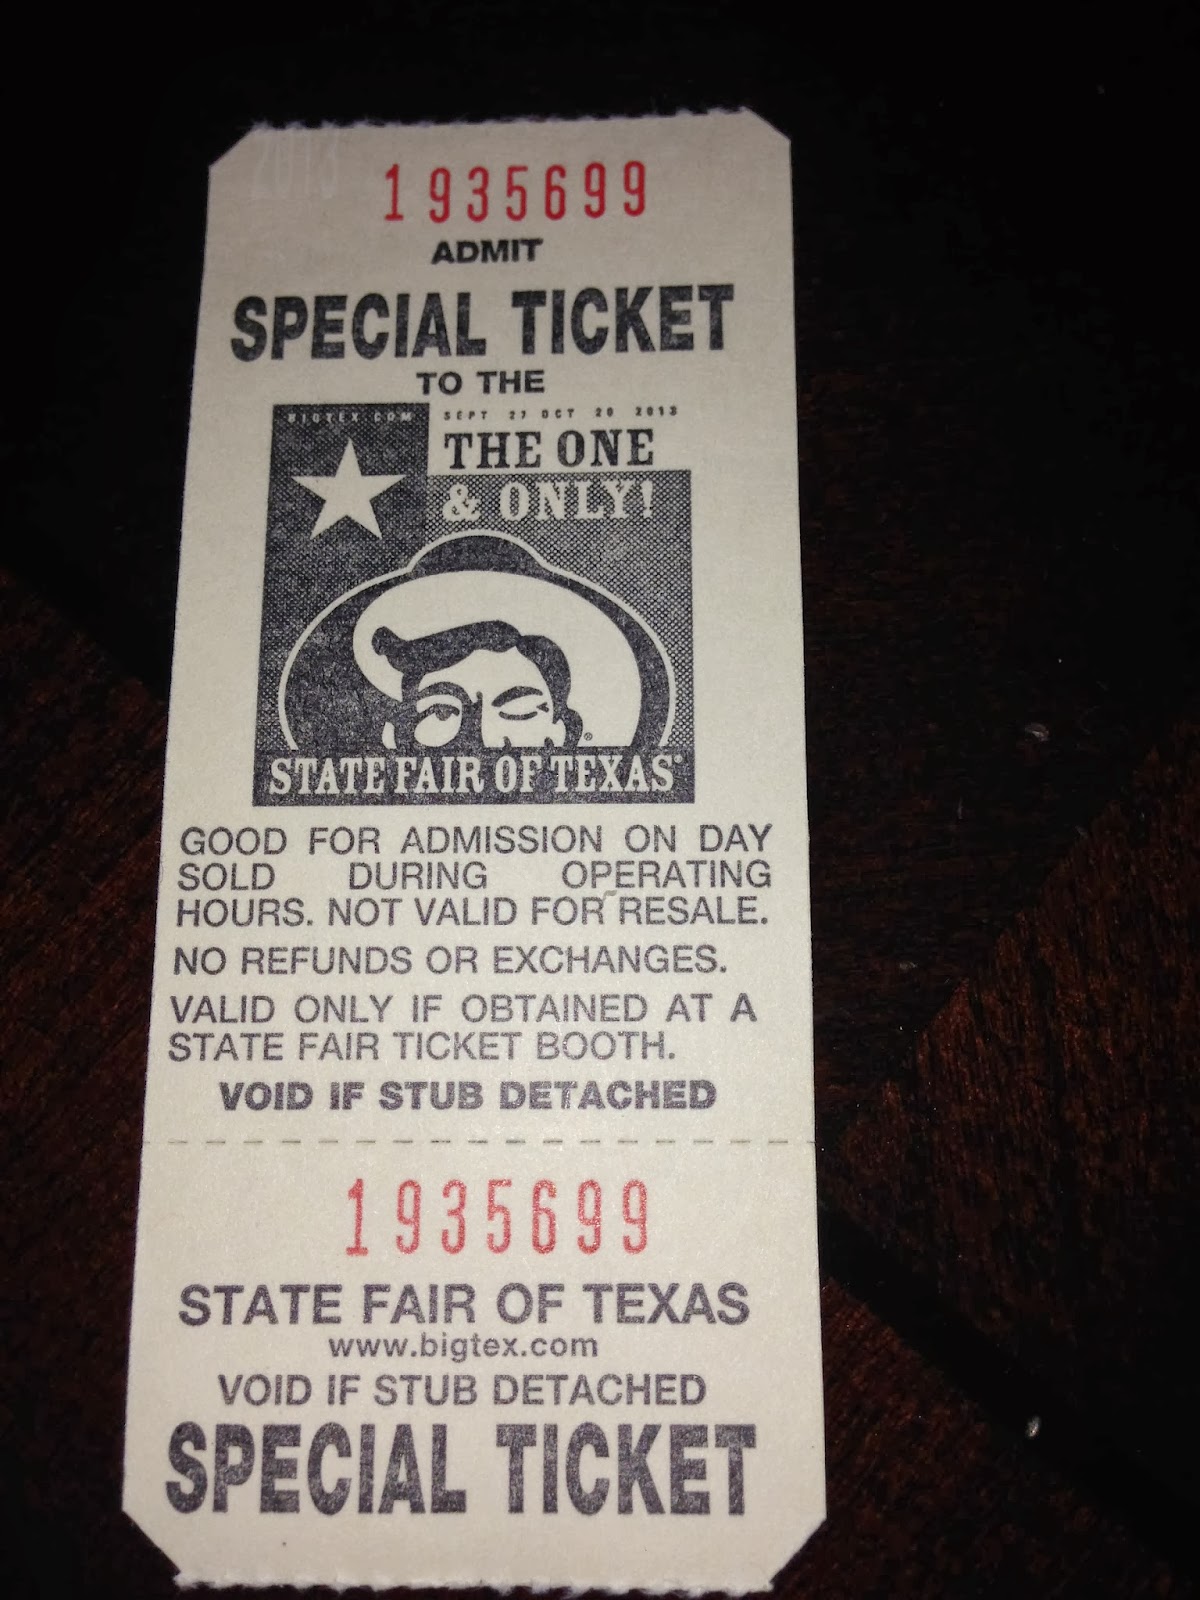 2013
1935699
ADMIT
SPECIAL TICKET
TO THE
BIGTEX.COM
SEPT 27 OCT 20 2013
THE ONE
& ONLY!
STATE FAIR OF TEXAS®
GOOD FOR ADMISSION ON DAY
SOLD DURING OPERATING
HOURS. NOT VALID FOR RESALE.
NO REFUNDS OR EXCHANGES.
VALID ONLY IF OBTAINED AT A
STATE FAIR TICKET BOOTH.
VOID IF STUB DETACHED
1935699
STATE FAIR OF TEXAS
www.bigtex.com
VOID IF STUB DETACHED
SPECIAL TICKET